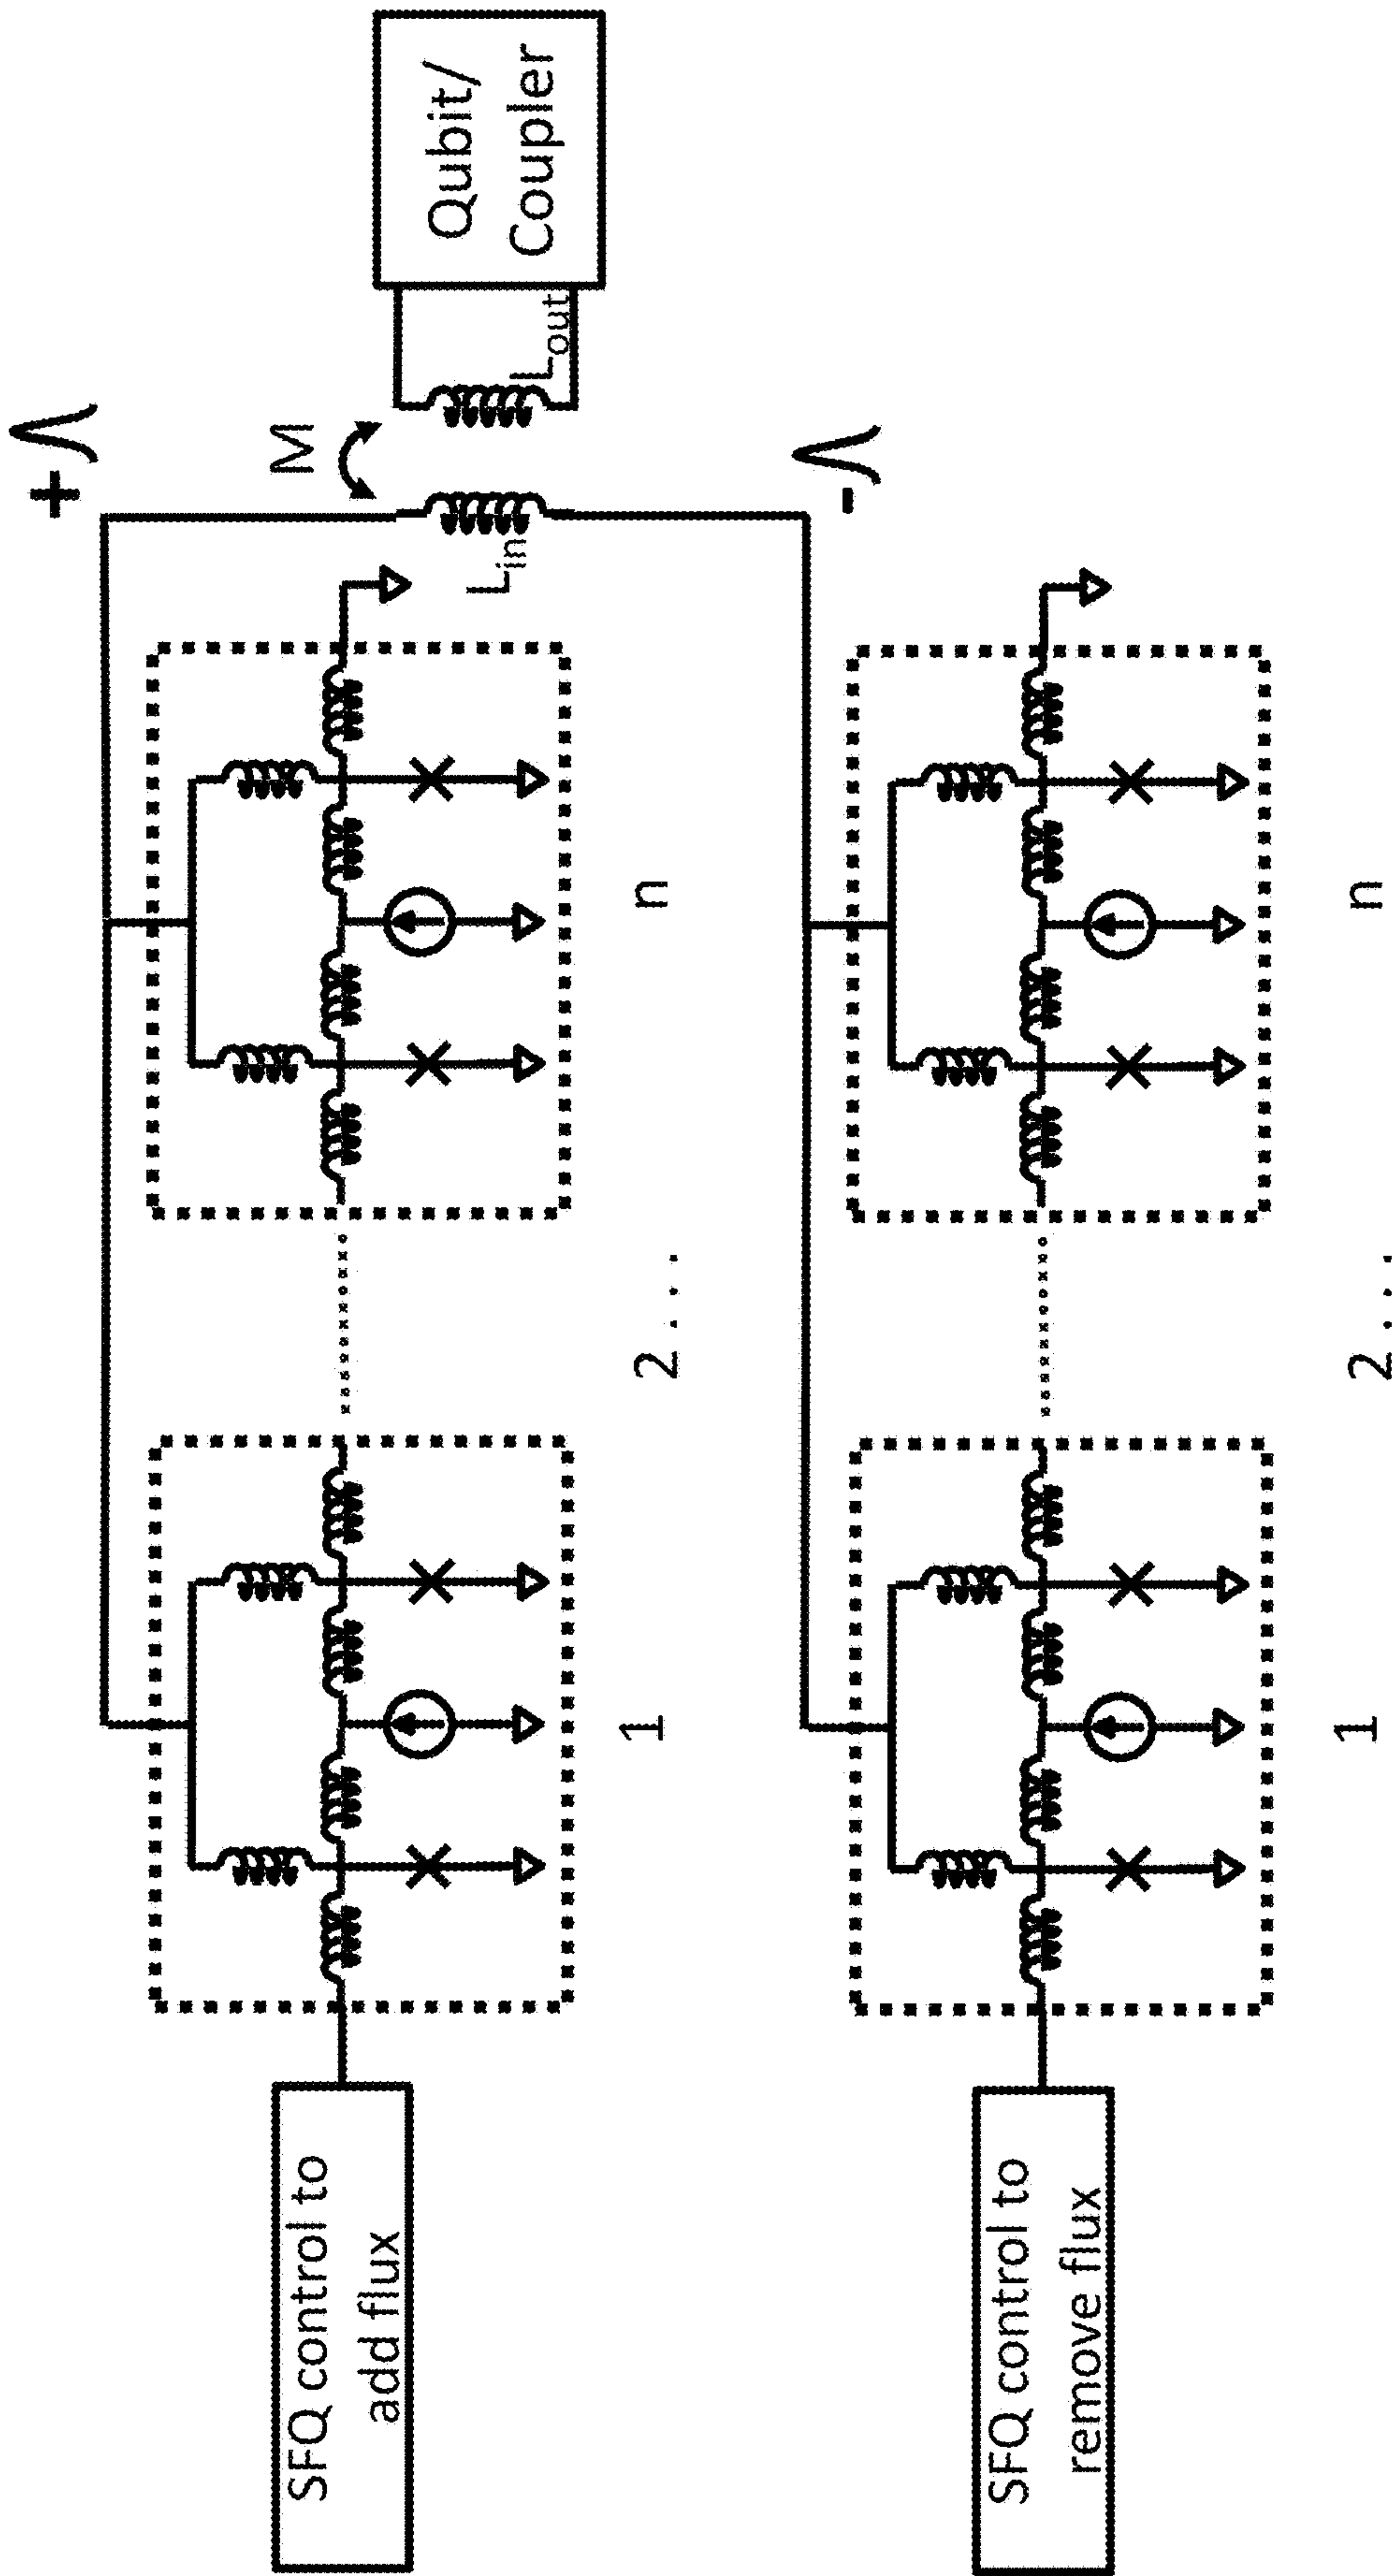 +
M
Qubit/
Coupler
L_in
L_out
SFQ control to
add flux
1
2 . . .
n
-
SFQ control to
remove flux
1
2 . . .
n